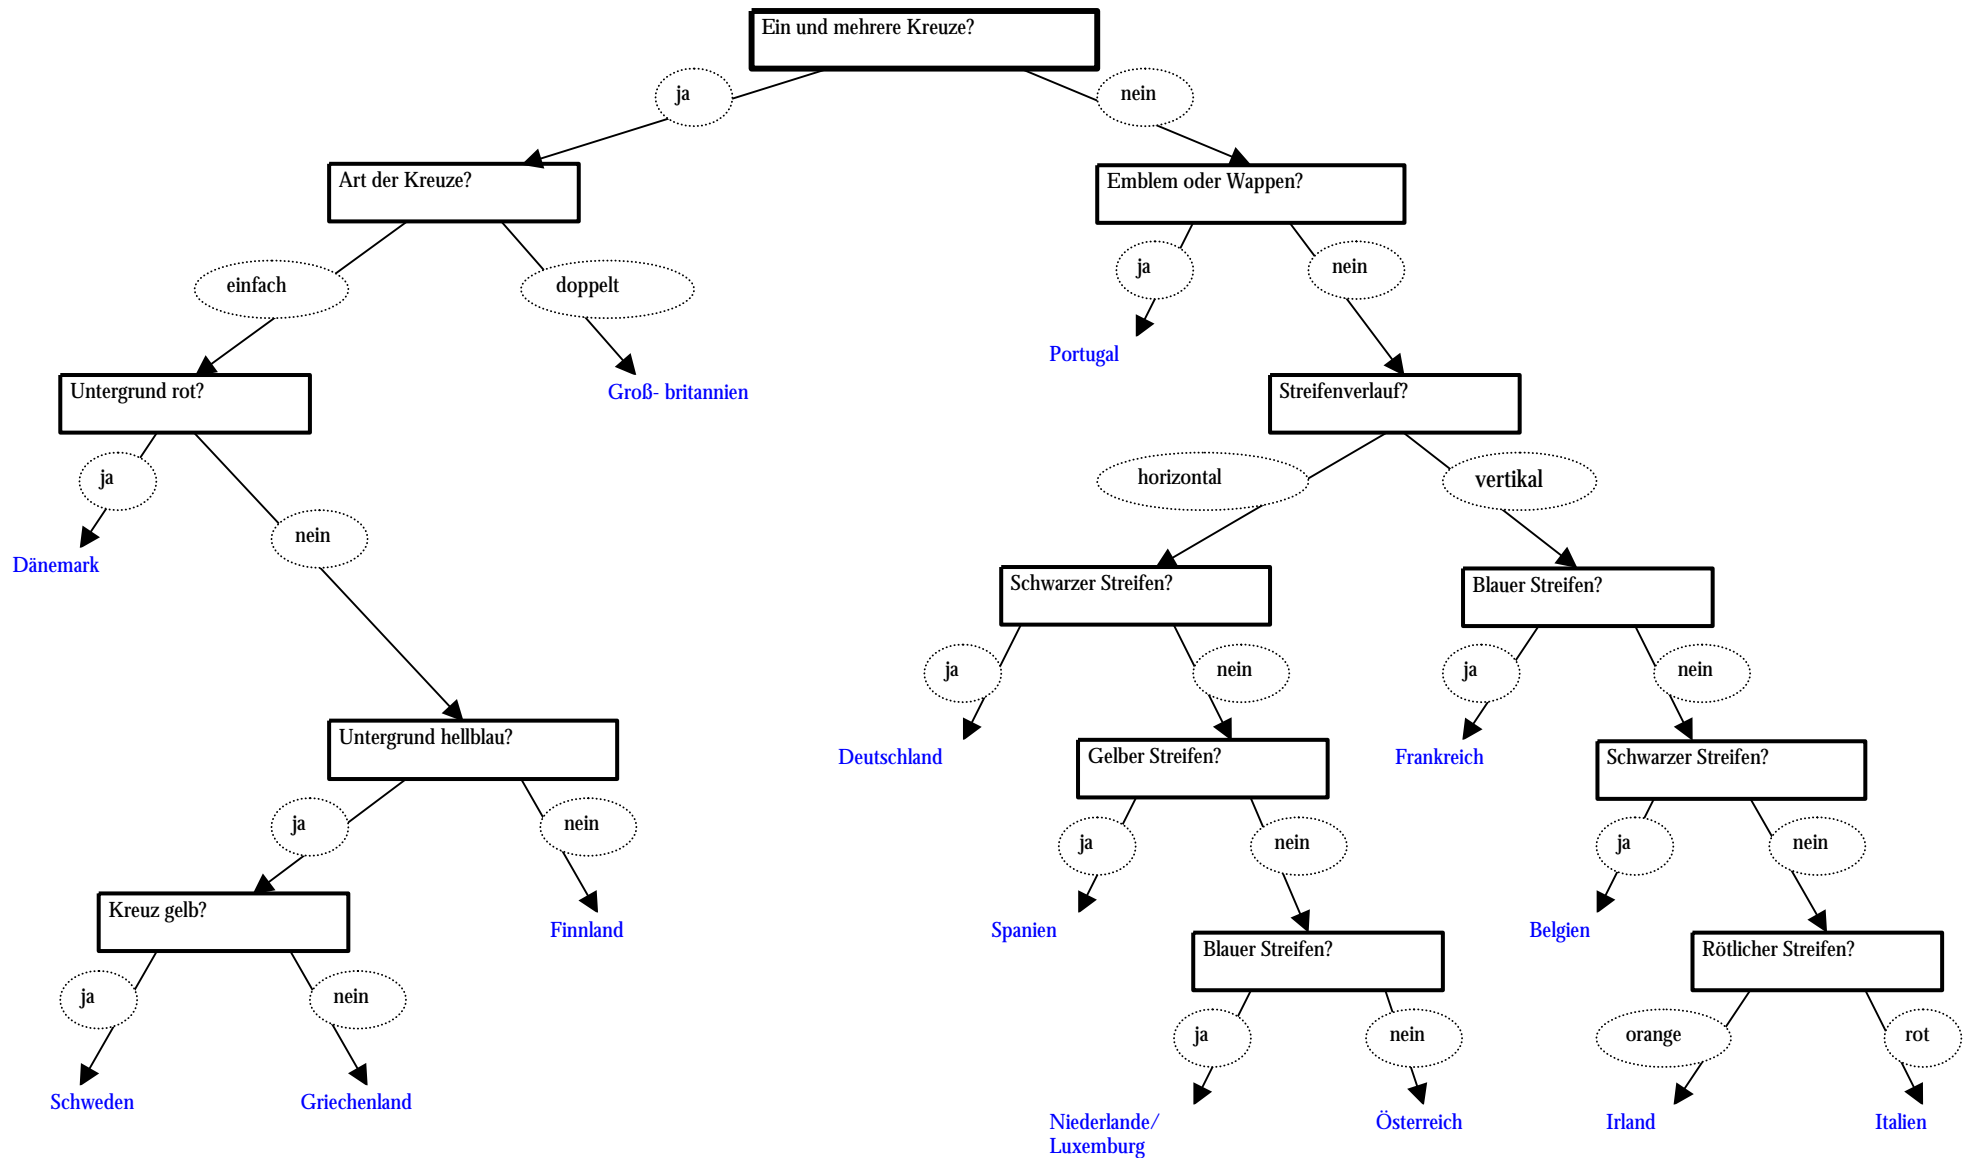 Ein und mehrere Kreuze?
ja
nein
Art der Kreuze?
Emblem oder Wappen?
einfach
doppelt
ja
nein
Portugal
Untergrund rot?
Groß- britannien
Streifenverlauf?
ja
nein
horizontal
vertikal
Dänemark
Schwarzer Streifen?
Blauer Streifen?
ja
nein
ja
nein
Untergrund hellblau?
Deutschland
Gelber Streifen?
Frankreich
Schwarzer Streifen?
ja
nein
ja
nein
ja
nein
Kreuz gelb?
Finnland
Spanien
Blauer Streifen?
Belgien
Rötlicher Streifen?
ja
nein
ja
nein
orange
rot
Schweden
Griechenland
Niederlande/
Luxemburg
Österreich
Irland
Italien